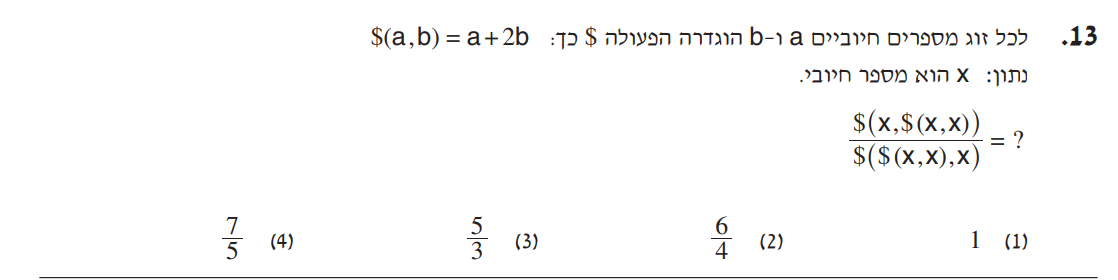 13. לכל זוג מספרים חיוביים a ו-b הוגדרה הפעולה $ כך: $(a,b) = a+2b
נתון: x הוא מספר חיובי.
$(x,$(x,x)) / $($(x,x),x) = ?
(1) 1 (2) 6/4 (3) 5/3 (4) 7/5